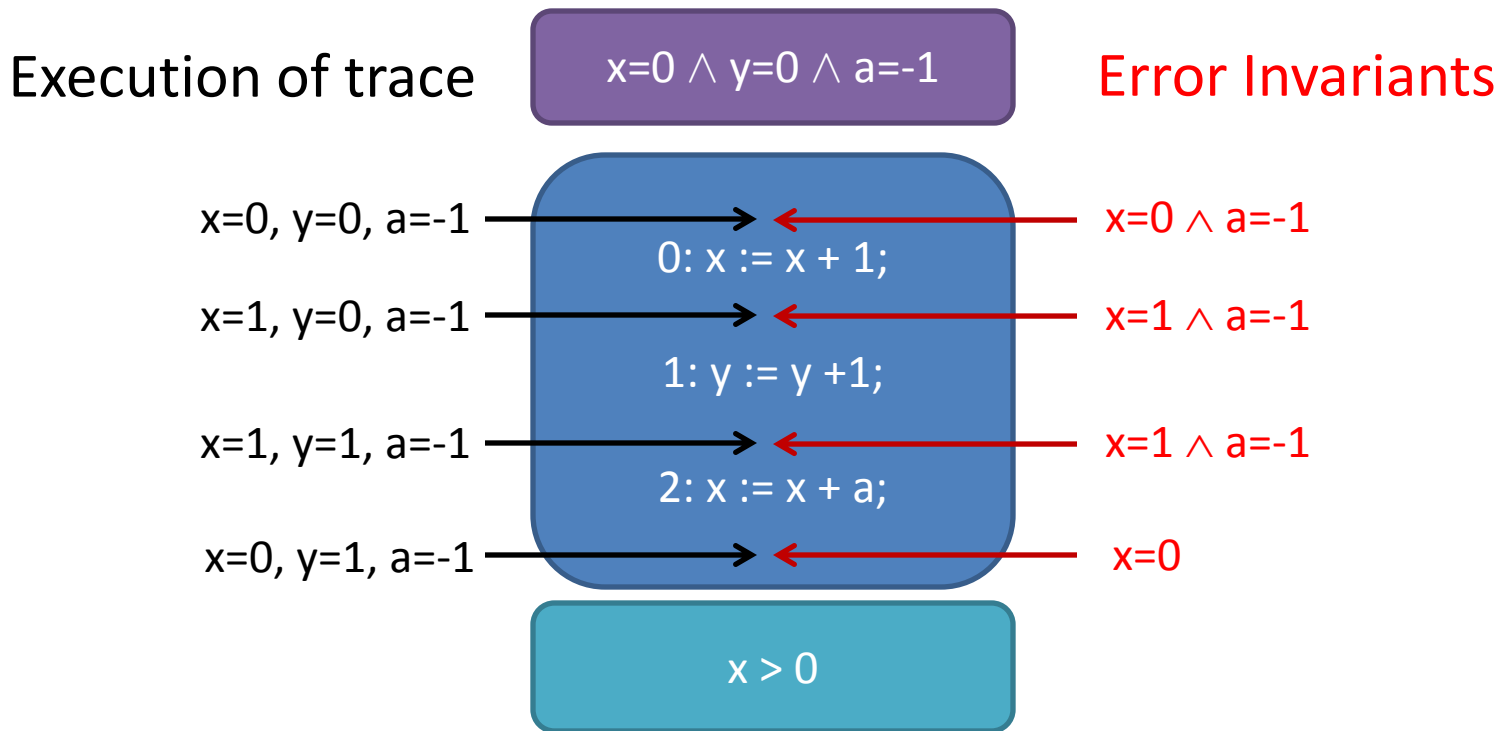 Execution of trace
x=0 ∧ y=0 ∧ a=-1
Error Invariants
x=0, y=0, a=-1
x=0 ∧ a=-1
0: x := x + 1;
x=1, y=0, a=-1
x=1 ∧ a=-1
1: y := y +1;
x=1, y=1, a=-1
x=1 ∧ a=-1
2: x := x + a;
x=0, y=1, a=-1
x=0
x > 0